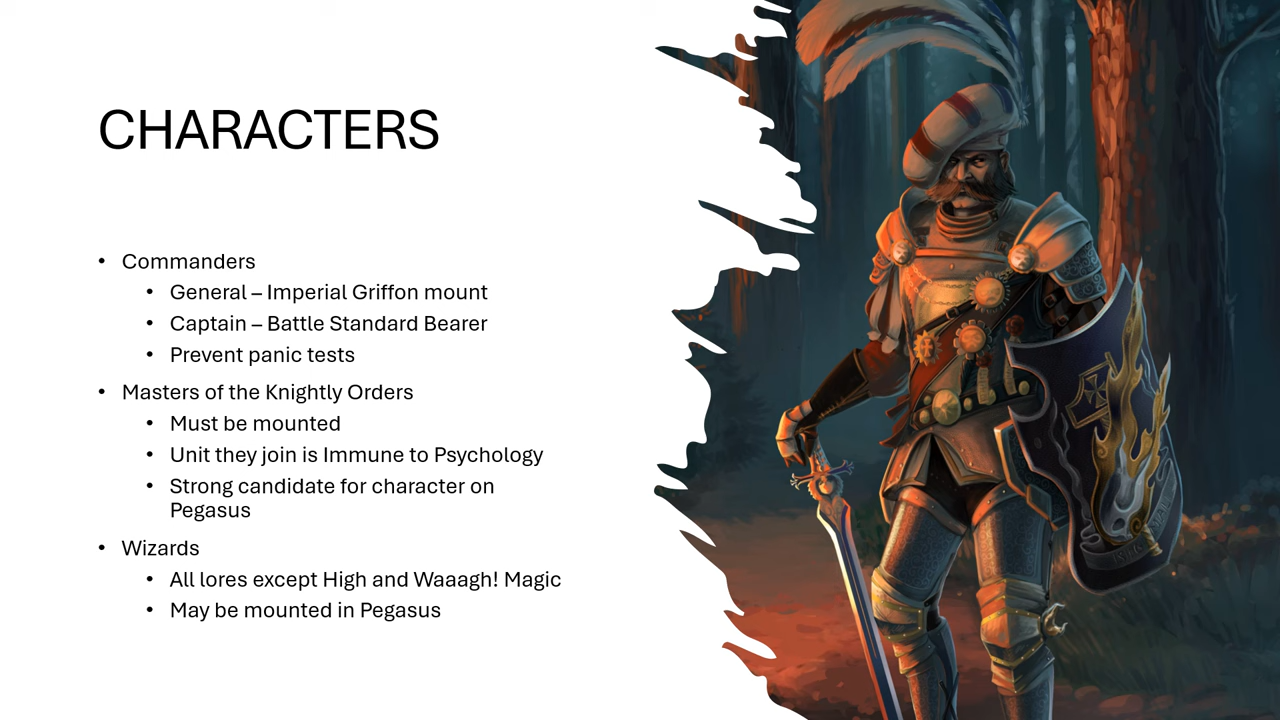 CHARACTERS
• Commanders
• General – Imperial Griffon mount
• Captain – Battle Standard Bearer
• Prevent panic tests
• Masters of the Knightly Orders
• Must be mounted
• Unit they join is Immune to Psychology
• Strong candidate for character on
Pegasus
• Wizards
• All lores except High and Waaagh! Magic
• May be mounted in Pegasus